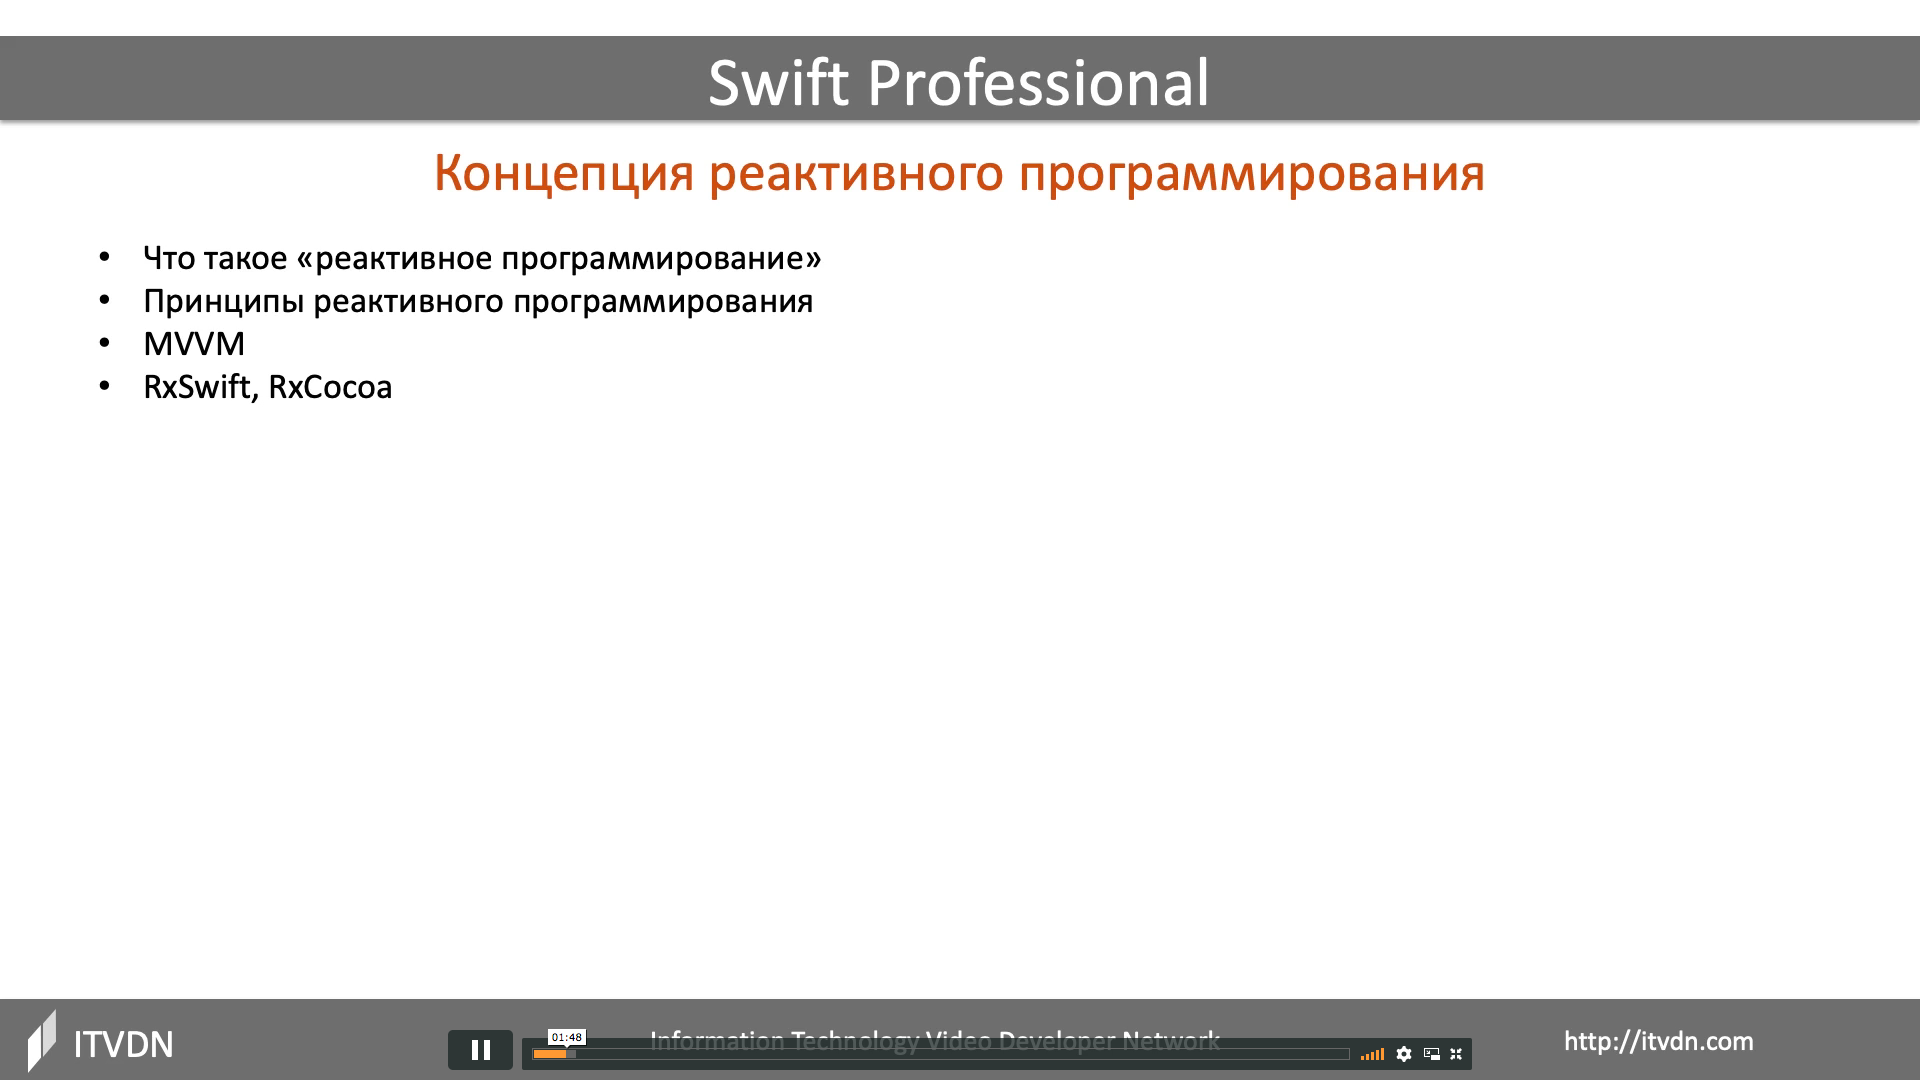 Swift Professional
Концепция реактивного программирования
• Что такое «реактивное программирование»
• Принципы реактивного программирования
• MVVM
• RxSwift, RxCocoa
ITVDN
01:48
Information Technology Video Developer Network
http://itvdn.com